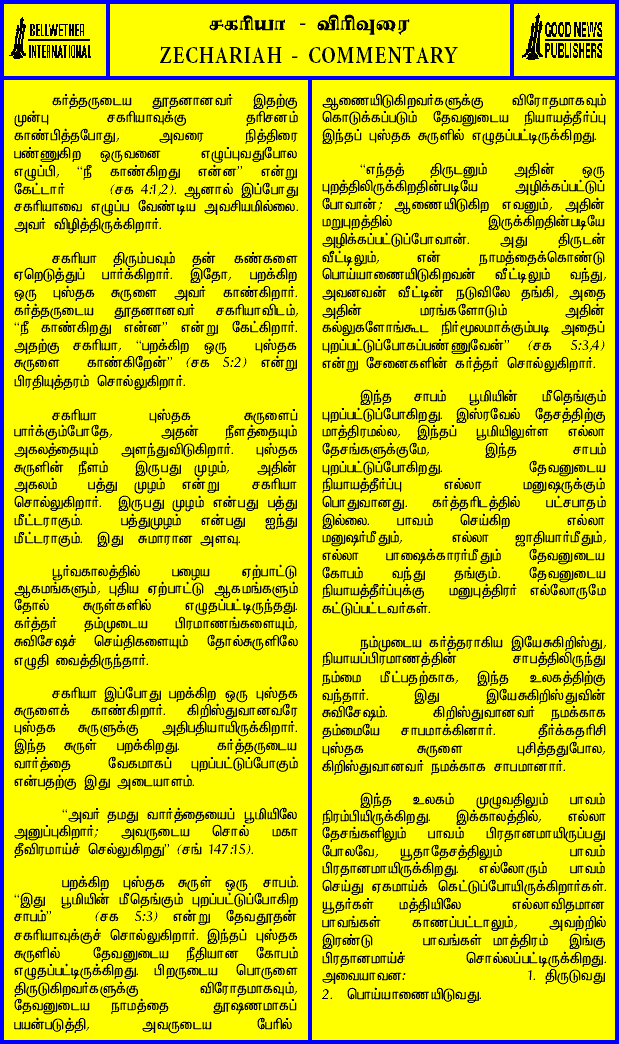 BELLWETHER
INTERNATIONAL
சகரியா - விரிவுரை
ZECHARIAH - COMMENTARY
GOOD NEWS
PUBLISHERS
கர்த்தருடைய தூதனானவர் இதற்கு
முன்பு சகரியாவுக்கு தரிசனம்
காண்பித்தபோது, அவரை நித்திரை
பண்ணுகிற ஒருவனை எழுப்புவதுபோல
எழுப்பி, “நீ காண்கிறது என்ன” என்று
கேட்டார் (சக 4:1,2). ஆனால் இப்போது
சகரியாவை எழுப்ப வேண்டிய அவசியமில்லை.
அவர் விழித்திருக்கிறார்.
சகரியா திரும்பவும் தன் கண்களை
ஏறெடுத்துப் பார்க்கிறார். இதோ, பறக்கிற
ஒரு புஸ்தக சுருளை அவர் காண்கிறார்.
கர்த்தருடைய தூதனானவர் சகரியாவிடம்,
“நீ காண்கிறது என்ன” என்று கேட்கிறார்.
அதற்கு சகரியா, “பறக்கிற ஒரு புஸ்தக
சுருளை காண்கிறேன்” (சக 5:2) என்று
பிரதியுத்தரம் சொல்லுகிறார்.
சகரியா புஸ்தக சுருளைப்
பார்க்கும்போதே, அதன் நீளத்தையும்
அகலத்தையும் அளந்துவிடுகிறார். புஸ்தக
சுருளின் நீளம் இருபது முழம், அதின்
அகலம் பத்து முழம் என்று சகரியா
சொல்லுகிறார். இருபது முழம் என்பது பத்து
மீட்டராகும். பத்துமுழம் என்பது ஐந்து
மீட்டராகும். இது சுமாரான அளவு.
பூர்வகாலத்தில் பழைய ஏற்பாட்டு
ஆகமங்களும், புதிய ஏற்பாட்டு ஆகமங்களும்
தோல் சுருள்களில் எழுதப்பட்டிருந்தது.
கர்த்தர் தம்முடைய பிரமாணங்களையும்,
சுவிசேஷச் செய்திகளையும் தோல்சுருளிலே
எழுதி வைத்திருந்தார்.
சகரியா இப்போது பறக்கிற ஒரு புஸ்தக
சுருளைக் காண்கிறார். கிறிஸ்துவானவரே
புஸ்தக சுருளுக்கு அதிபதியாயிருக்கிறார்.
இந்த சுருள் பறக்கிறது. கர்த்தருடைய
வார்த்தை வேகமாகப் புறப்பட்டுப்போகும்
என்பதற்கு இது அடையாளம்.
“அவர் தமது வார்த்தையைப் பூமியிலே
அனுப்புகிறார்; அவருடைய சொல் மகா
தீவிரமாய்ச் செல்லுகிறது” (சங் 147:15).
பறக்கிற புஸ்தக சுருள் ஒரு சாபம்.
“இது பூமியின் மீதெங்கும் புறப்பட்டுப்போகிற
சாபம்” (சக 5:3) என்று தேவதூதன்
சகரியாவுக்குச் சொல்லுகிறார். இந்தப் புஸ்தக
சுருளில் தேவனுடைய நீதியான கோபம்
எழுதப்பட்டிருக்கிறது. பிறருடைய பொருளை
திருடுகிறவர்களுக்கு விரோதமாகவும்,
தேவனுடைய நாமத்தை தூஷணமாகப்
பயன்படுத்தி, அவருடைய பேரில்
ஆணையிடுகிறவர்களுக்கு விரோதமாகவும்
கொடுக்கப்படும் தேவனுடைய நியாயத்தீர்ப்பு
இந்தப் புஸ்தக சுருளில் எழுதப்பட்டிருக்கிறது.
“எந்தத் திருடனும் அதின் ஒரு
புறத்திலிருக்கிறதின்படியே அழிக்கப்பட்டுப்
போவான்; ஆணையிடுகிற எவனும், அதின்
மறுபுறத்தில் இருக்கிறதின்படியே
அழிக்கப்பட்டுப்போவான். அது திருடன்
வீட்டிலும், என் நாமத்தைக்கொண்டு
பொய்யாணையிடுகிறவன் வீட்டிலும் வந்து,
அவனவன் வீட்டின் நடுவிலே தங்கி, அதை
அதின் மரங்களோடும் அதின்
கல்லுகளோங்கூட நிர்மூலமாக்கும்படி அதைப்
புறப்பட்டுப்போகப்பண்ணுவேன்” (சக 5:3,4)
என்று சேனைகளின் கர்த்தர் சொல்லுகிறார்.
இந்த சாபம் பூமியின் மீதெங்கும்
புறப்பட்டுப்போகிறது. இஸ்ரவேல் தேசத்திற்கு
மாத்திரமல்ல, இந்தப் பூமியிலுள்ள எல்லா
தேசங்களுக்குமே, இந்த சாபம்
புறப்பட்டுப்போகிறது. தேவனுடைய
நியாயத்தீர்ப்பு எல்லா மனுஷருக்கும்
பொதுவானது. கர்த்தரிடத்தில் பட்சபாதம்
இல்லை. பாவம் செய்கிற எல்லா
மனுஷர்மீதும், எல்லா ஜாதியார்மீதும்,
எல்லா பாஷைக்காரர்மீதும் தேவனுடைய
கோபம் வந்து தங்கும். தேவனுடைய
நியாயத்தீர்ப்புக்கு மனுபுத்திரர் எல்லோருமே
கட்டுப்பட்டவர்கள்.
நம்முடைய கர்த்தராகிய இயேசுகிறிஸ்து,
நியாயப்பிரமாணத்தின் சாபத்திலிருந்து
நம்மை மீட்பதற்காக, இந்த உலகத்திற்கு
வந்தார். இது இயேசுகிறிஸ்துவின்
சுவிசேஷம். கிறிஸ்துவானவர் நமக்காக
தம்மையே சாபமாக்கினார். தீர்க்கதரிசி
புஸ்தக சுருளை புசித்ததுபோல,
கிறிஸ்துவானவர் நமக்காக சாபமானார்.
இந்த உலகம் முழுவதிலும் பாவம்
நிரம்பியிருக்கிறது. இக்காலத்தில், எல்லா
தேசங்களிலும் பாவம் பிரதானமாயிருப்பது
போலவே, யூதாதேசத்திலும் பாவம்
பிரதானமாயிருக்கிறது. எல்லோரும் பாவம்
செய்து ஏகமாய்க் கெட்டுப்போயிருக்கிறார்கள்.
யூதர்கள் மத்தியிலே எல்லாவிதமான
பாவங்கள் காணப்பட்டாலும், அவற்றில்
இரண்டு பாவங்கள் மாத்திரம் இங்கு
பிரதானமாய்ச் சொல்லப்பட்டிருக்கிறது.
அவையாவன: 1. திருடுவது
2. பொய்யாணையிடுவது.